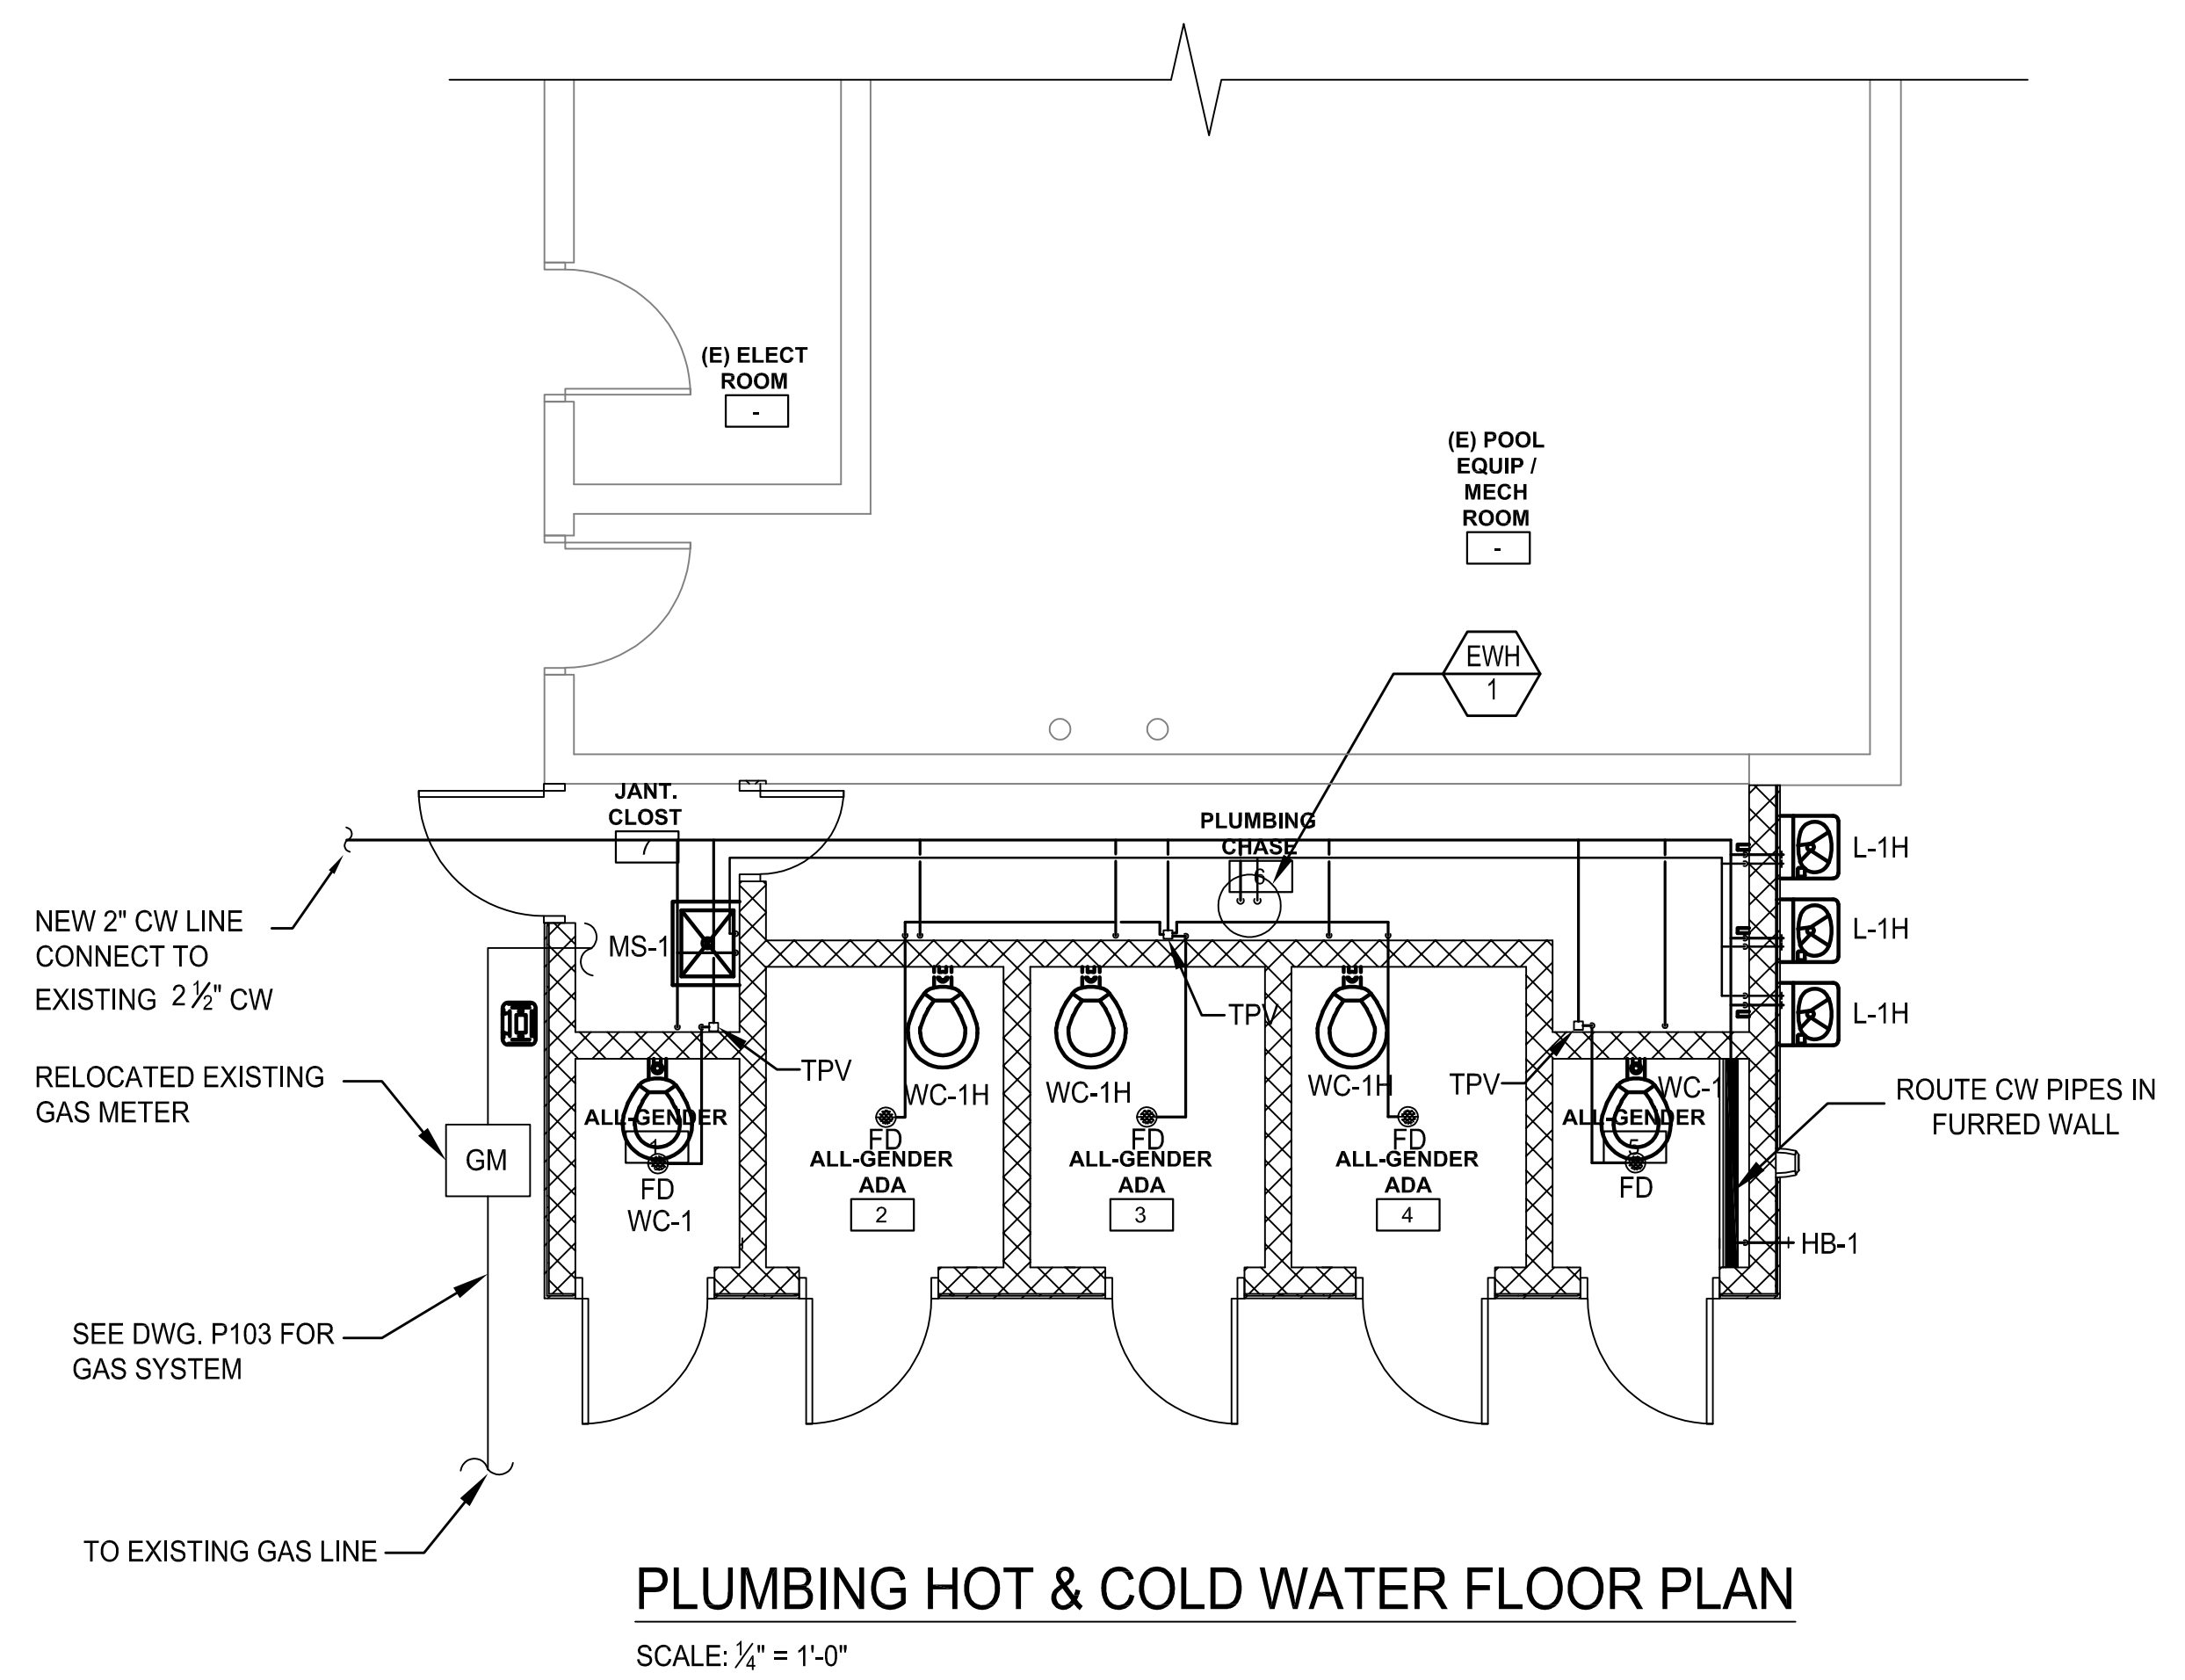 (E) ELECT
ROOM
-
(E) POOL
EQUIP /
MECH
ROOM
-
EWH
1
JANT.
CLOST
7
PLUMBING
CHASE
6
L-1H
L-1H
L-1H
NEW 2" CW LINE
CONNECT TO
EXISTING 2 ½" CW
MS-1
TPV
TPV
TPV
RELOCATED EXISTING
GAS METER
GM
WC-1H
WC-1H
WC-1H
WC-1
ROUTE CW PIPES IN
FURRED WALL
ALL-GENDER
1
FD
WC-1
FD
ALL-GENDER
ADA
2
FD
ALL-GENDER
ADA
3
FD
ALL-GENDER
ADA
4
ALL-GENDER
5
FD
HB-1
SEE DWG. P103 FOR
GAS SYSTEM
TO EXISTING GAS LINE
PLUMBING HOT & COLD WATER FLOOR PLAN
SCALE: ¼" = 1'-0"